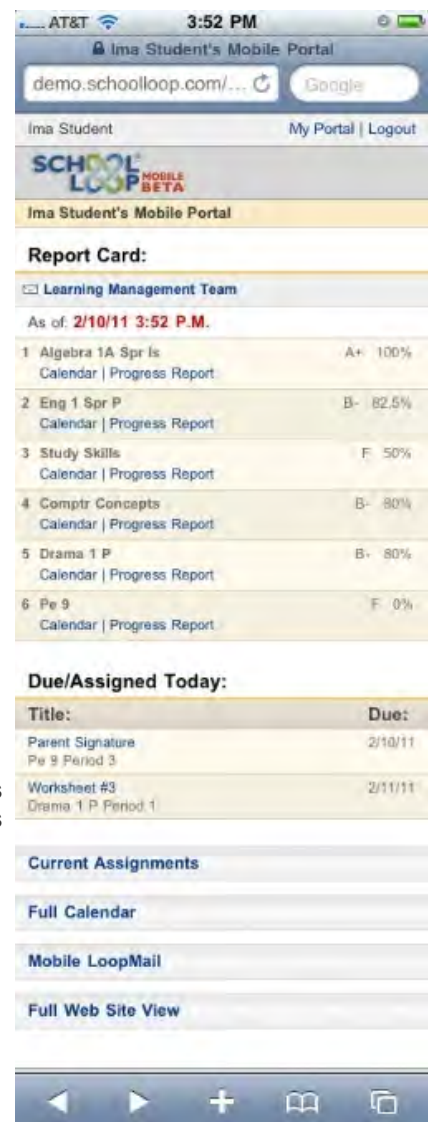 AT&T 3:52 PM
Ima Student's Mobile Portal
demo.schoolloop.com/... Google
Ima Student My Portal | Logout
SCHOOL
LOOP MOBILE
BETA
Ima Student's Mobile Portal
Report Card:
Learning Management Team
As of: 2/10/11 3:52 P.M.
1 Algebra 1A Spr Is A+ 100%
Calendar | Progress Report
2 Eng 1 Spr P B- 82.5%
Calendar | Progress Report
3 Study Skills F 50%
Calendar | Progress Report
4 Comptr Concepts B- 80%
Calendar | Progress Report
5 Drama 1 P B- 80%
Calendar | Progress Report
6 Pe 9 F 0%
Calendar | Progress Report
Due/Assigned Today:
Title: Due:
Parent Signature 2/10/11
Pe 9 Period 3
Worksheet #3 2/11/11
s
Drama 1 P Period 1
s
Current Assignments
Full Calendar
Mobile LoopMail
Full Web Site View